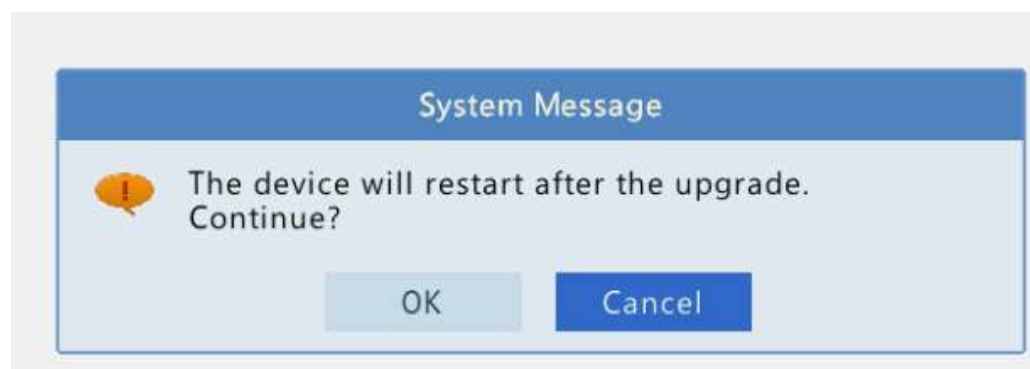 System Message
The device will restart after the upgrade.
Continue?
OK
Cancel